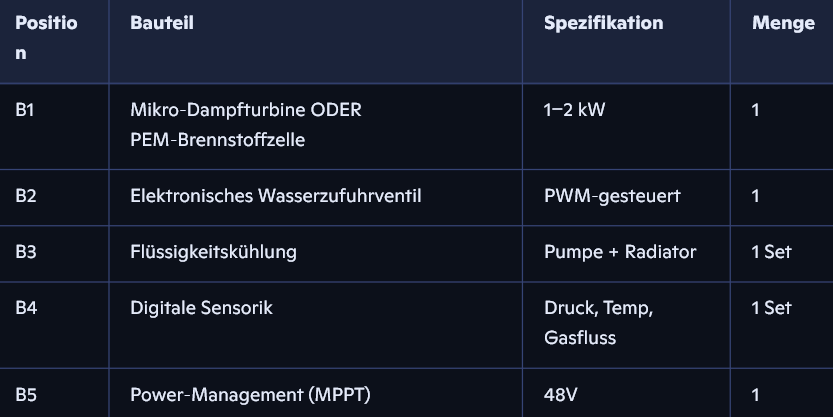 Positio
n
Bauteil
Spezifikation
Menge
B1
Mikro-Dampfturbine ODER
PEM-Brennstoffzelle
1–2 kW
1
B2
Elektronisches Wasserzufuhrventil
PWM-gesteuert
1
B3
Flüssigkeitskühlung
Pumpe + Radiator
1 Set
B4
Digitale Sensorik
Druck, Temp,
Gasfluss
1 Set
B5
Power-Management (MPPT)
48V
1